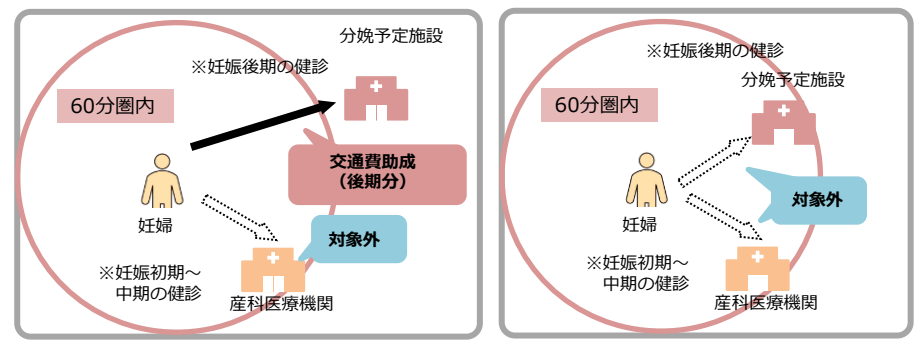 分娩予定施設
※妊娠後期の健診
60分圏内
交通費助成
（後期分）
妊婦
対象外
※妊娠初期～
中期の健診
産科医療機関
※妊娠後期の健診
分娩予定施設
60分圏内
対象外
妊婦
※妊娠初期～
中期の健診
産科医療機関